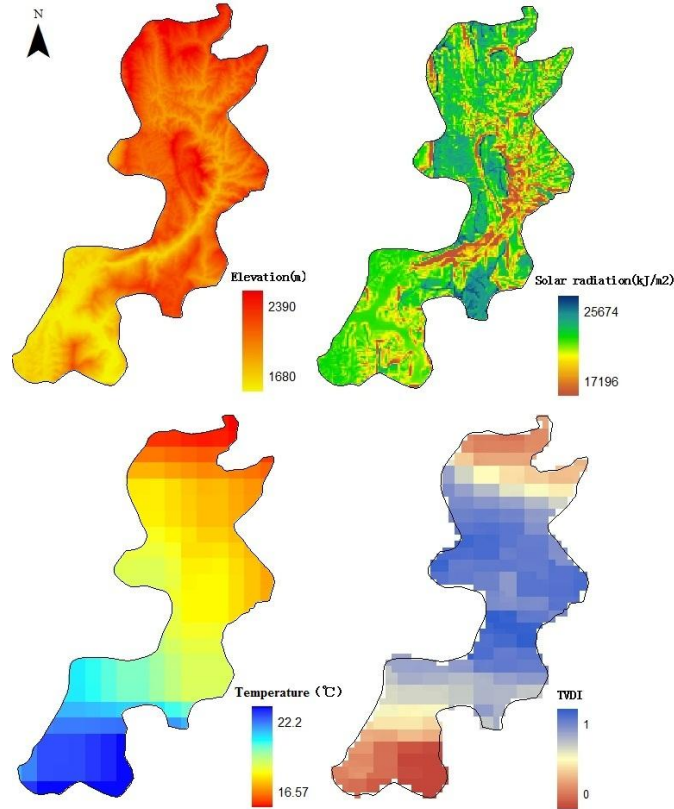 N
Elevation(m)
2390
1680
Solar radiation(kJ/m2)
25674
17196
Temperature (℃)
22.2
16.57
TVDI
1
0